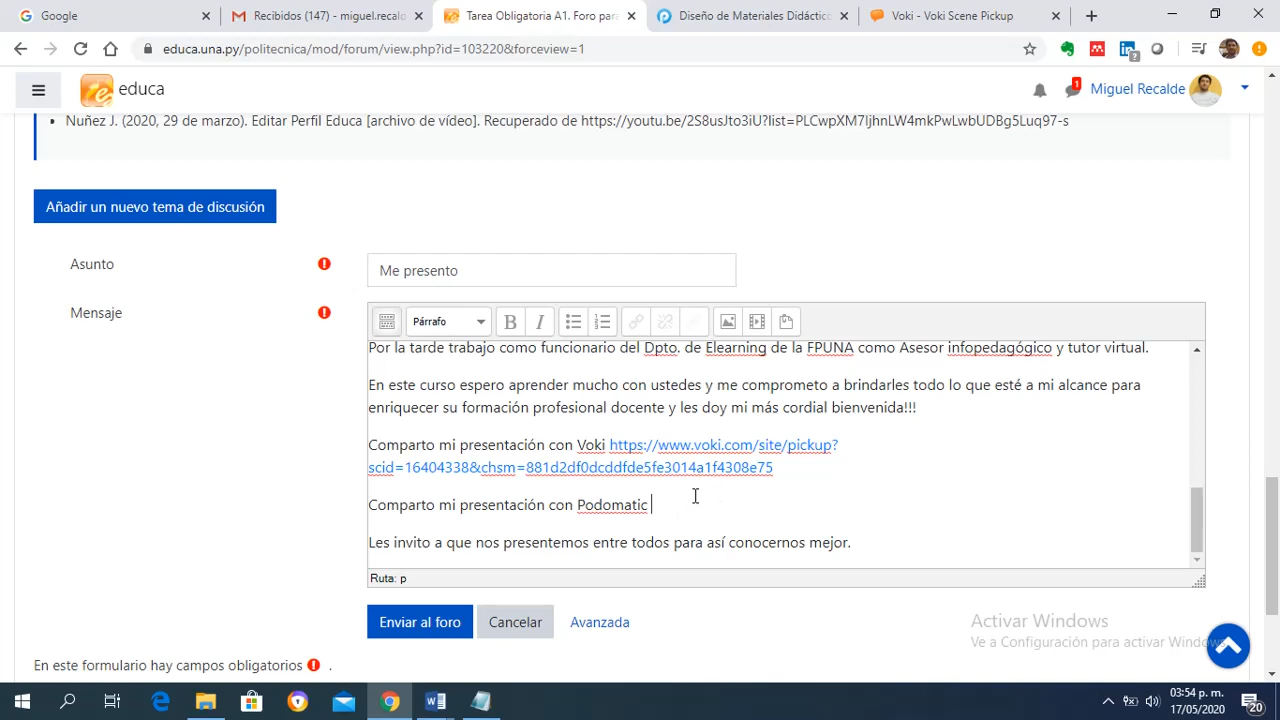 Google
Recibidos (147) - miguel.recalo
Tarea Obligatoria A1. Foro para
Diseño de Materiales Didáctico
Voki - Voki Scene Pickup
educa.una.py/politecnica/mod/forum/view.php?id=103220&forceview=1
educa
1
Miguel Recalde
Nuñez J. (2020, 29 de marzo). Editar Perfil Educa [archivo de vídeo]. Recuperado de https://youtu.be/2S8usJto3iU?list=PLCwpXM7IjhnLW4mkPwLwbUDBg5Luq97-s
Añadir un nuevo tema de discusión
Asunto
Me presento
Mensaje
Párrafo
B I
Por la tarde trabajo como funcionario del Dpto. de Elearning de la FPUNA como Asesor infopedagógico y tutor virtual.
En este curso espero aprender mucho con ustedes y me comprometo a brindarles todo lo que esté a mi alcance para
enriquecer su formación profesional docente y les doy mi más cordial bienvenida!!!
Comparto mi presentación con Voki https://www.voki.com/site/pickup?
scid=16404338&chsm=881d2df0dcddfde5fe3014a1f4308e75
Comparto mi presentación con Podomatic
Les invito a que nos presentemos entre todos para así conocernos mejor.
Ruta: p
Enviar al foro
Cancelar
Avanzada
Activar Windows
Ve a Configuración para activar Windows.
En este formulario hay campos obligatorios .
03:54 p. m.
17/05/2020
20